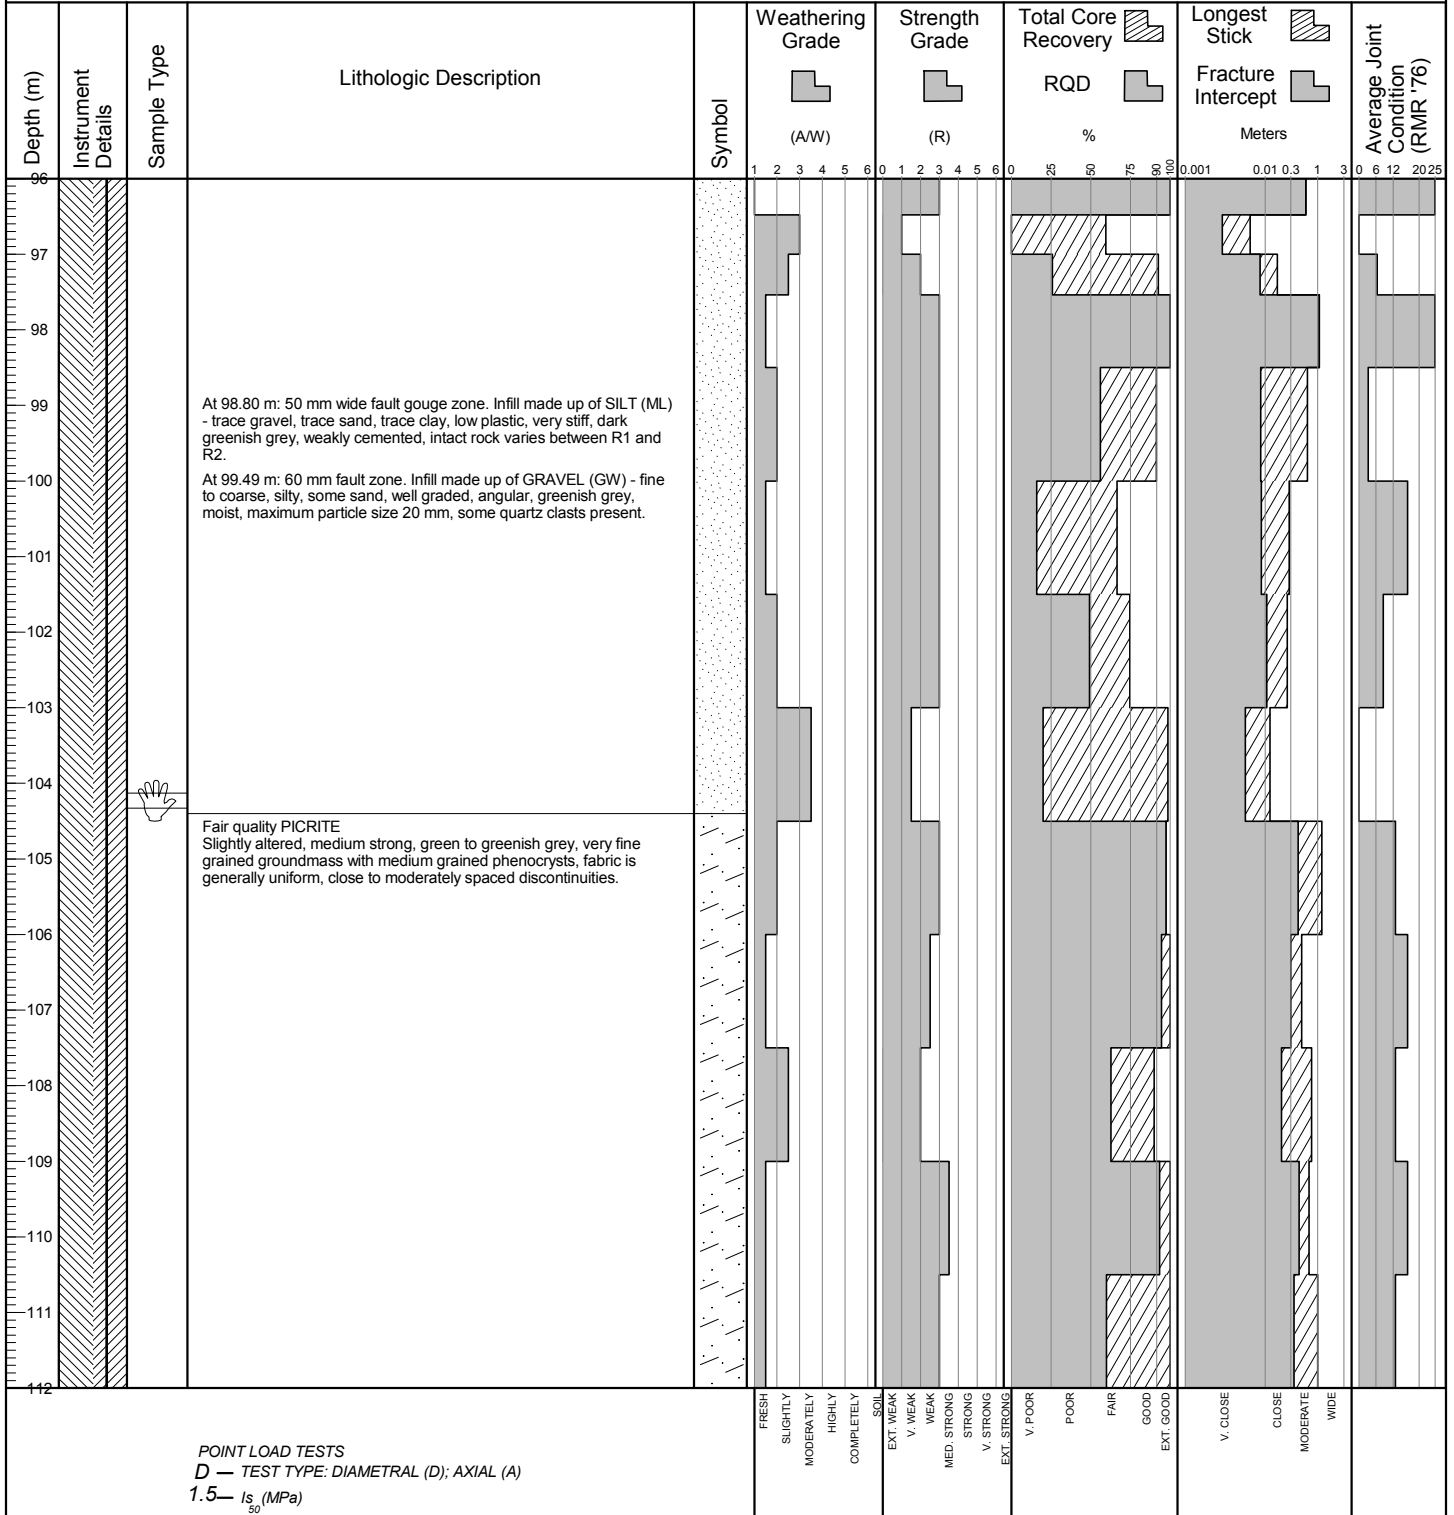 Depth (m)
Instrument
Details
Sample Type
Lithologic Description
Symbol
Weathering
Grade
(A/W)
1 2 3 4 5 6
Strength
Grade
(R)
0 1 2 3 4 5 6
Total Core
Recovery
RQD
%
0 25 50 75 90 100
Longest
Stick
Fracture
Intercept
Meters
0.001 0.01 0.3 1 3
Average Joint
Condition
(RMR '76)
0 6 12 20 25
96
97
98
99
100
101
102
103
104
105
106
107
108
109
110
111
112
At 98.80 m: 50 mm wide fault gouge zone. Infill made up of SILT (ML)
- trace gravel, trace sand, trace clay, low plastic, very stiff, dark
greenish grey, weakly cemented, intact rock varies between R1 and
R2.
At 99.49 m: 60 mm fault zone. Infill made up of GRAVEL (GW) - fine
to coarse, silty, some sand, well graded, angular, greenish grey,
moist, maximum particle size 20 mm, some quartz clasts present.
Fair quality PICRITE
Slightly altered, medium strong, green to greenish grey, very fine
grained groundmass with medium grained phenocrysts, fabric is
generally uniform, close to moderately spaced discontinuities.
FRESH
SLIGHTLY
MODERATELY
HIGHLY
COMPLETELY
SOIL
EXT. WEAK
V. WEAK
WEAK
MED. STRONG
STRONG
V. STRONG
EXT. STRONG
V. POOR
POOR
FAIR
GOOD
EXT. GOOD
V. CLOSE
CLOSE
MODERATE
WIDE
POINT LOAD TESTS
D — TEST TYPE: DIAMETRAL (D); AXIAL (A)
1.5— Is50 (MPa)